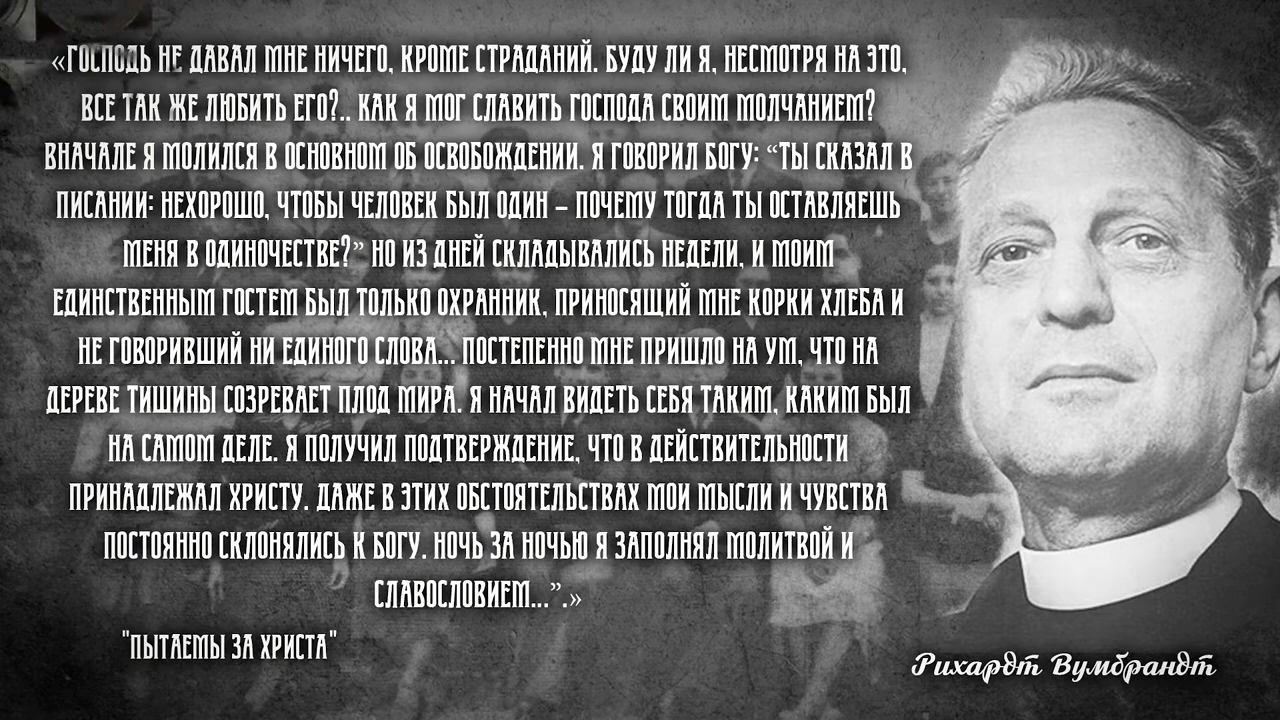 «ГОСПОДЬ НЕ ДАВАЛ МНЕ НИЧЕГО, КРОМЕ СТРАДАНИЙ. БУДУ ЛИ Я, НЕСМОТРЯ НА ЭТО,
ВСЕ ТАК ЖЕ ЛЮБИТЬ ЕГО?.. КАК Я МОГ СЛАВИТЬ ГОСПОДА СВОИМ МОЛЧАНИЕМ?
ВНАЧАЛЕ Я МОЛИЛСЯ В ОСНОВНОМ ОБ ОСВОБОЖДЕНИИ. Я ГОВОРИЛ БОГУ: “ТЫ СКАЗАЛ В
ПИСАНИИ: НЕХОРОШО, ЧТОБЫ ЧЕЛОВЕК БЫЛ ОДИН – ПОЧЕМУ ТОГДА ТЫ ОСТАВЛЯЕШЬ
МЕНЯ В ОДИНОЧЕСТВЕ?” НО ИЗ ДНЕЙ СКЛАДЫВАЛИСЬ НЕДЕЛИ, И МОИМ
ЕДИНСТВЕННЫМ ГОСТЕМ БЫЛ ТОЛЬКО ОХРАННИК, ПРИНОСЯЩИЙ МНЕ КОРКИ ХЛЕБА И
НЕ ГОВОРИВШИЙ НИ ЕДИНОГО СЛОВА... ПОСТЕПЕННО МНЕ ПРИШЛО НА УМ, ЧТО НА
ДЕРЕВЕ ТИШИНЫ СОЗРЕВАЕТ ПЛОД МИРА. Я НАЧАЛ ВИДЕТЬ СЕБЯ ТАКИМ, КАКИМ БЫЛ
НА САМОМ ДЕЛЕ. Я ПОЛУЧИЛ ПОДТВЕРЖДЕНИЕ, ЧТО В ДЕЙСТВИТЕЛЬНОСТИ
ПРИНАДЛЕЖАЛ ХРИСТУ. ДАЖЕ В ЭТИХ ОБСТОЯТЕЛЬСТВАХ МОИ МЫСЛИ И ЧУВСТВА
ПОСТОЯННО СКЛОНЯЛИСЬ К БОГУ. НОЧЬ ЗА НОЧЬЮ Я ЗАПОЛНЯЛ МОЛИТВОЙ И
СЛАВОСЛОВИЕМ...”.»
"ПЫТАЕМЫ ЗА ХРИСТА"
Рихардт Вумбрандт